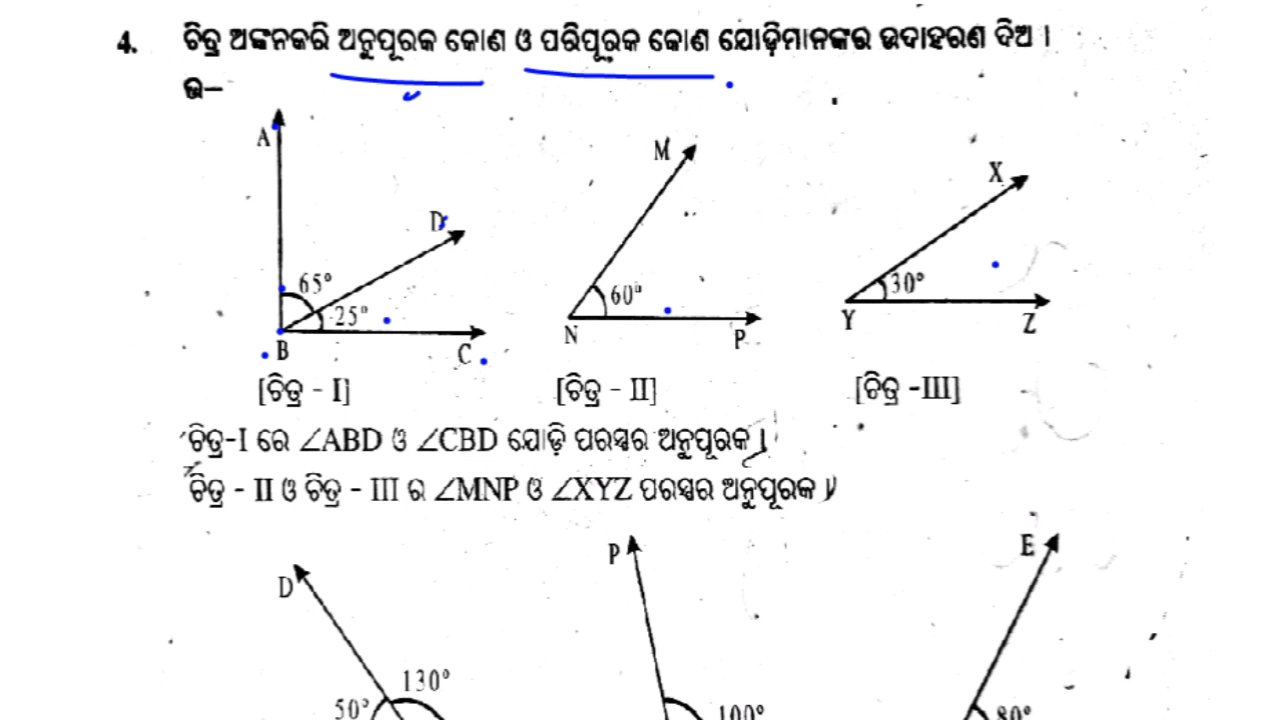 4. ଚିତ୍ର ଅଙ୍କନକରି ଅନୁପୂରକ କୋଣ ଓ ପରିପୂରକ କୋଣ ଯୋଡ଼ିମାନଙ୍କର ଉଦାହରଣ ଦିଅ ।
ଉ–
A D 65° 25° B C
M 60° N P
X 30° Y Z
[ଚିତ୍ର - I] [ଚିତ୍ର - II] [ଚିତ୍ର -III]
ଚିତ୍ର-I ରେ ∠ABD ଓ ∠CBD ଯୋଡ଼ି ପରସ୍ପର ଅନୁପୂରକ ।
ଚିତ୍ର - II ଓ ଚିତ୍ର - III ର ∠MNP ଓ ∠XYZ ପରସ୍ପର ଅନୁପୂରକ ।
D 130° 50°
P 100°
E 80°